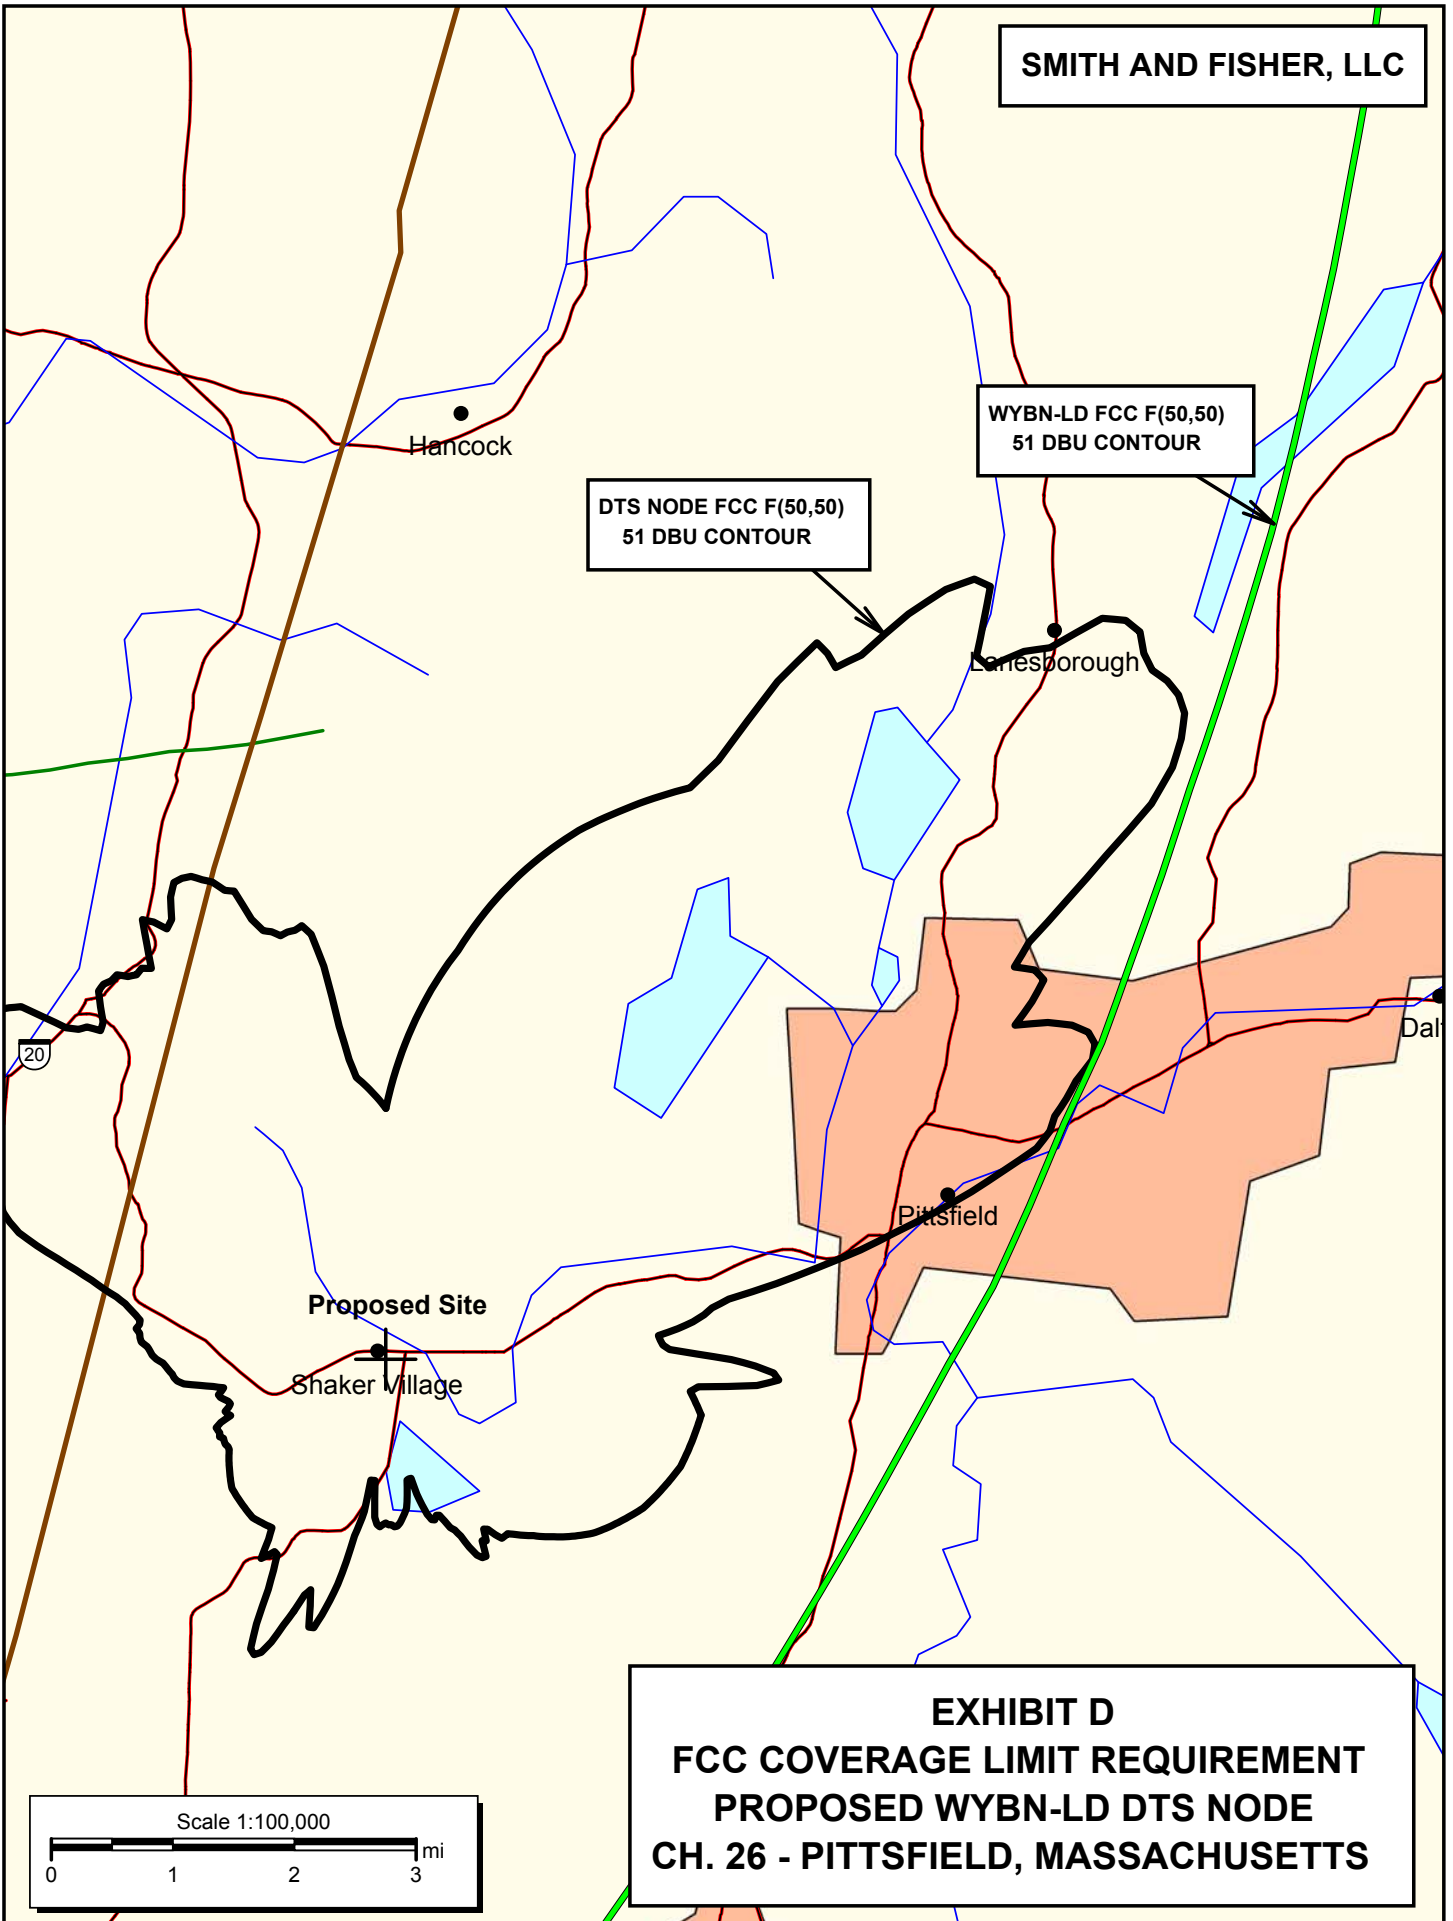 SMITH AND FISHER, LLC
WYBN-LD FCC F(50,50)
51 DBU CONTOUR
Hancock
DTS NODE FCC F(50,50)
51 DBU CONTOUR
Lanesborough
Dalt
20
Pittsfield
Proposed Site
Shaker Village
EXHIBIT D
FCC COVERAGE LIMIT REQUIREMENT
PROPOSED WYBN-LD DTS NODE
CH. 26 - PITTSFIELD, MASSACHUSETTS
Scale 1:100,000
mi
0 1 2 3